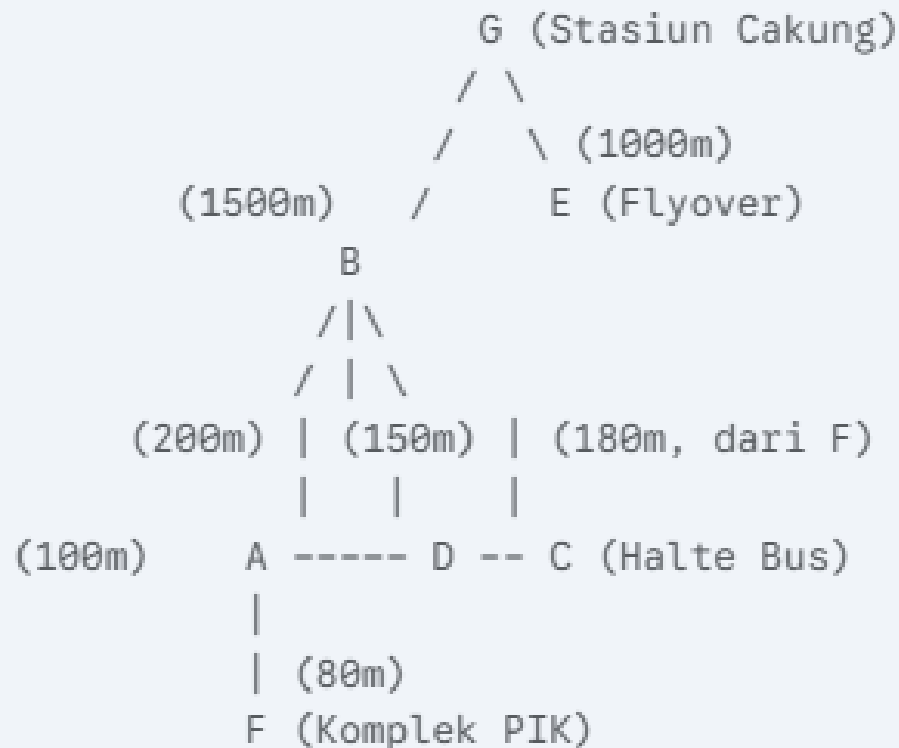 G (Stasiun Cakung)
/ \
/ \ (1000m)
(1500m) / E (Flyover)
B
/|\
/ | \
(200m) | (150m) | (180m, dari F)
| | |
(100m) A ----- D -- C (Halte Bus)
|
| (80m)
F (Komplek PIK)